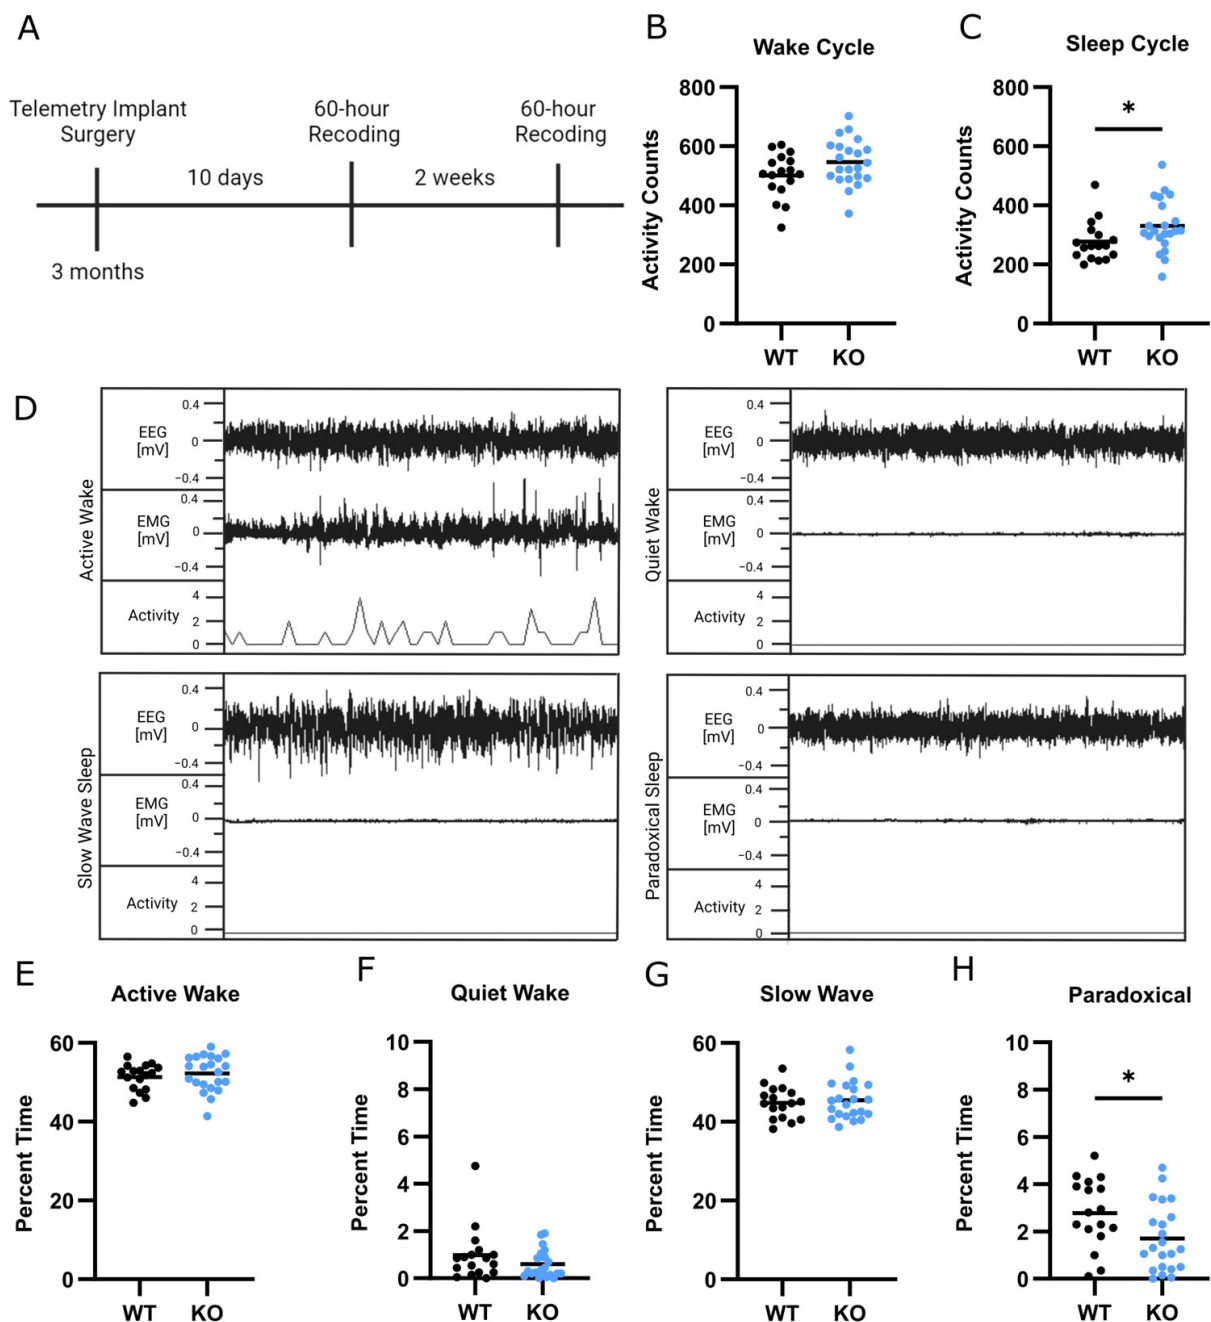 A
Telemetry Implant
Surgery
60-hour
Recoding
60-hour
Recoding
10 days
2 weeks
3 months
B
Wake Cycle
Activity Counts
800
600
400
200
0
WT
KO
C
Sleep Cycle
Activity Counts
800
600
400
200
0
*
WT
KO
D
Active Wake
EEG
[mV]
0.4
0
−0.4
EMG
[mV]
0.4
0
−0.4
Activity
4
2
0
Quiet Wake
EEG
[mV]
0.4
0
−0.4
EMG
[mV]
0.4
0
−0.4
Activity
4
2
0
Slow Wave Sleep
EEG
[mV]
0.4
0
−0.4
EMG
[mV]
0.4
0
−0.4
Activity
4
2
0
Paradoxical Sleep
EEG
[mV]
0.4
0
−0.4
EMG
[mV]
0.4
0
−0.4
Activity
4
2
0
E
Active Wake
Percent Time
60
40
20
0
WT
KO
F
Quiet Wake
Percent Time
10
8
6
4
2
0
WT
KO
G
Slow Wave
Percent Time
60
40
20
0
WT
KO
H
Paradoxical
Percent Time
10
8
6
4
2
0
*
WT
KO